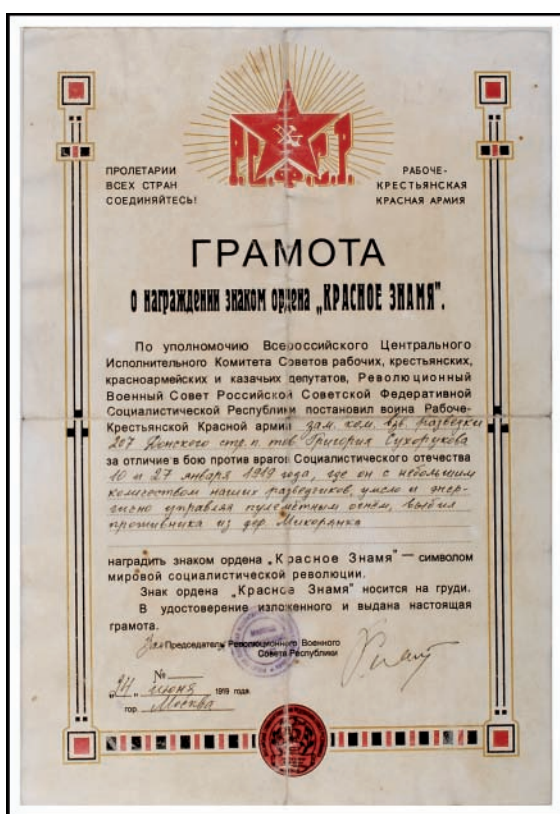 Р.С.Ф.С.Р.
ПРОЛЕТАРИИ
ВСЕХ СТРАН
СОЕДИНЯЙТЕСЬ!
РАБОЧЕ-
КРЕСТЬЯНСКАЯ
КРАСНАЯ АРМИЯ
ГРАМОТА
о награждении знаком ордена „КРАСНОЕ ЗНАМЯ".
По уполномочию Всероссийского Центрального
Исполнительного Комитета Советов рабочих, крестьянских,
красноармейских и казачьих депутатов, Революционный
Военный Совет Российской Советской Федеративной
Социалистической Республики постановил воина Рабоче-
Крестьянской Красной армии зам. ком. взв. разведки
207 Донского стр. п. тов Григория Сухорукова
за отличие в бою против врагов Социалистического отечества
10 и 27 января 1919 года, где он с небольшим
количеством наших разведчиков, умело и энер-
гично управляя пулемётным огнём, выбил
противника из дер.
наградить знаком ордена „Красное Знамя" — символом
мировой социалистической революции.
Знак ордена „Красное Знамя" носится на груди.
В удостоверение изложенного и выдана настоящая
грамота.
Зам Председатель Революционного Военного
Совета Республики
№
„24„ июня 1919 года
гор. Москва